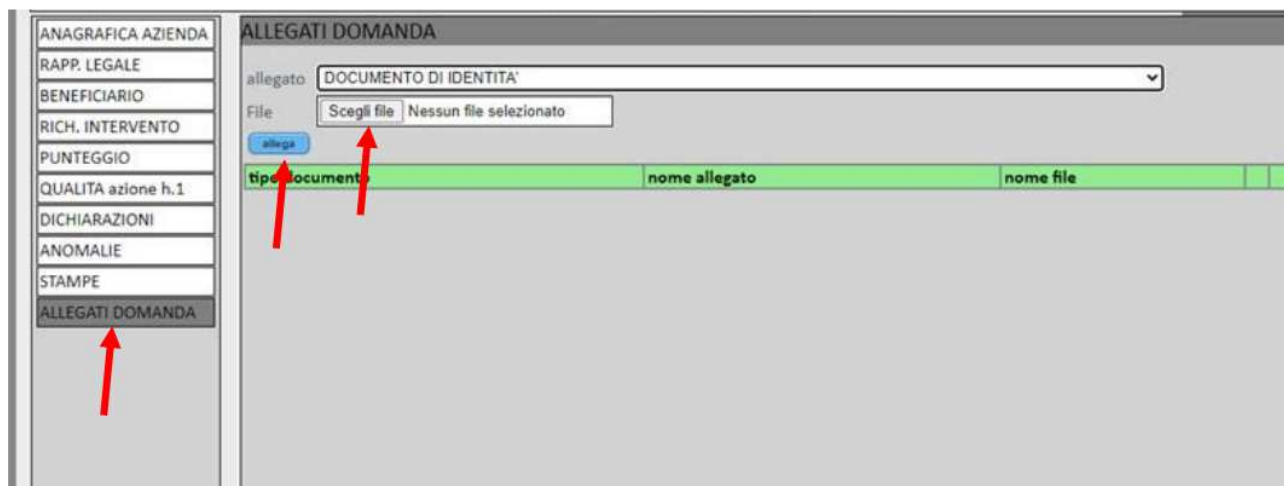 ANAGRAFICA AZIENDA
RAPP. LEGALE
BENEFICIARIO
RICH. INTERVENTO
PUNTEGGIO
QUALITA azione h.1
DICHIARAZIONI
ANOMALIE
STAMPE
ALLEGATI DOMANDA
ALLEGATI DOMANDA
allegato DOCUMENTO DI IDENTITA'
File Scegli file Nessun file selezionato
allega
tipo documento nome allegato nome file